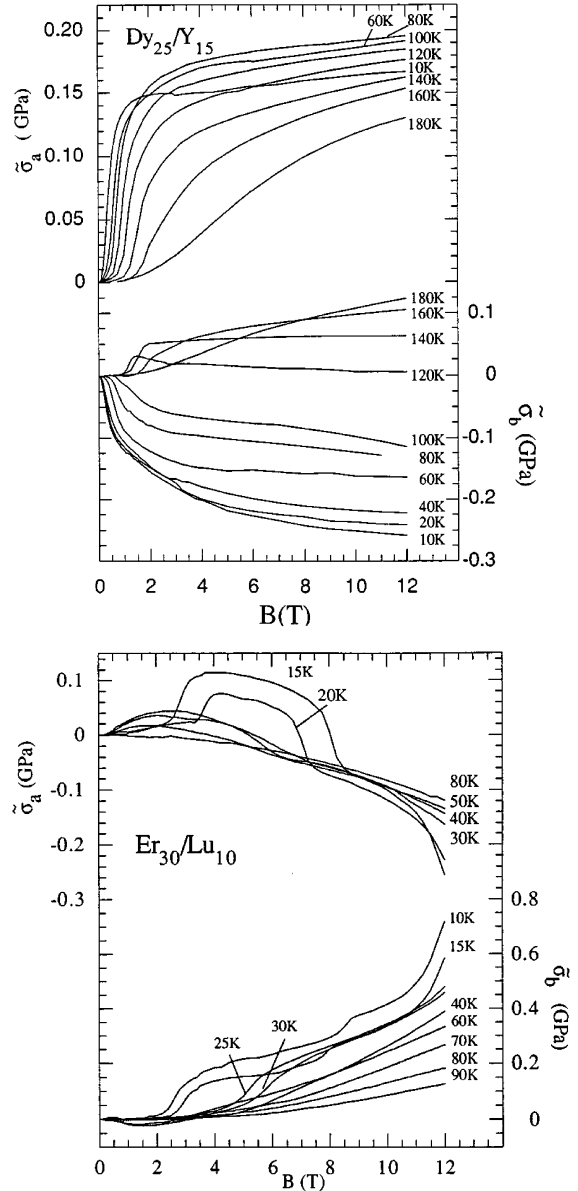 Dy25/Y15
0.20
0.15
0.10
0.05
0
σ̃a ( GPa)
60K
80K
100K
120K
10K
140K
160K
180K
180K
160K
140K
120K
100K
80K
60K
40K
20K
10K
0.1
0
-0.1
-0.2
-0.3
σ̃b (GPa)
0 2 4 6 8 10 12
B(T)
0.1
0
-0.1
-0.2
-0.3
σ̃a (GPa)
Er30/Lu10
15K
20K
80K
50K
40K
30K
0.8
0.6
0.4
0.2
0
σ̃b (GPa)
10K
15K
25K
30K
40K
60K
70K
80K
90K
0 2 4 6 8 10 12
B (T)